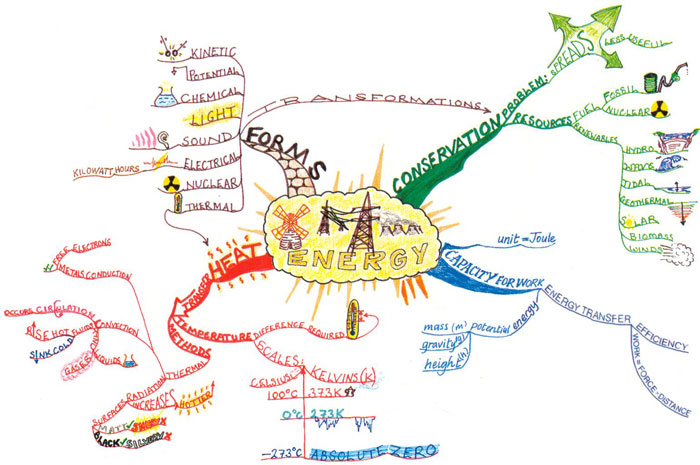 ENERGY
FORMS
KINETIC
POTENTIAL
CHEMICAL
LIGHT
SOUND
ELECTRICAL
KILOWATT HOURS
NUCLEAR
THERMAL
TRANSFORMATIONS
CONSERVATION
PROBLEM:
SPREADS
LESS USEFUL
RESOURCES
FUEL
FOSSIL
NUCLEAR
RENEWABLES
HYDRO
TIDAL
GEOTHERMAL
SOLAR
BIOMASS
WINDS
CAPACITY FOR WORK
unit = Joule
potential energy
mass (m)
gravity (g)
height (h)
ENERGY TRANSFER
EFFICIENCY
WORK = FORCE × DISTANCE
HEAT
TRANSFER
METHODS
METALS CONDUCTION
FREE ELECTRONS
CONVECTION
OCCURS CIRCULATION
RISE HOT FLUIDS
SINK COLD
ONLY
GASES
LIQUIDS
THERMAL
RADIATION
INCREASES
HOTTER
SURFACES
MATT ✓ SHINY X
BLACK ✓ SILVERY X
TEMPERATURE
DIFFERENCE REQUIRED
SCALES:
CELSIUS°C
KELVINS (K)
100°C 373K
0°C 273K
-273°C ABSOLUTE ZERO